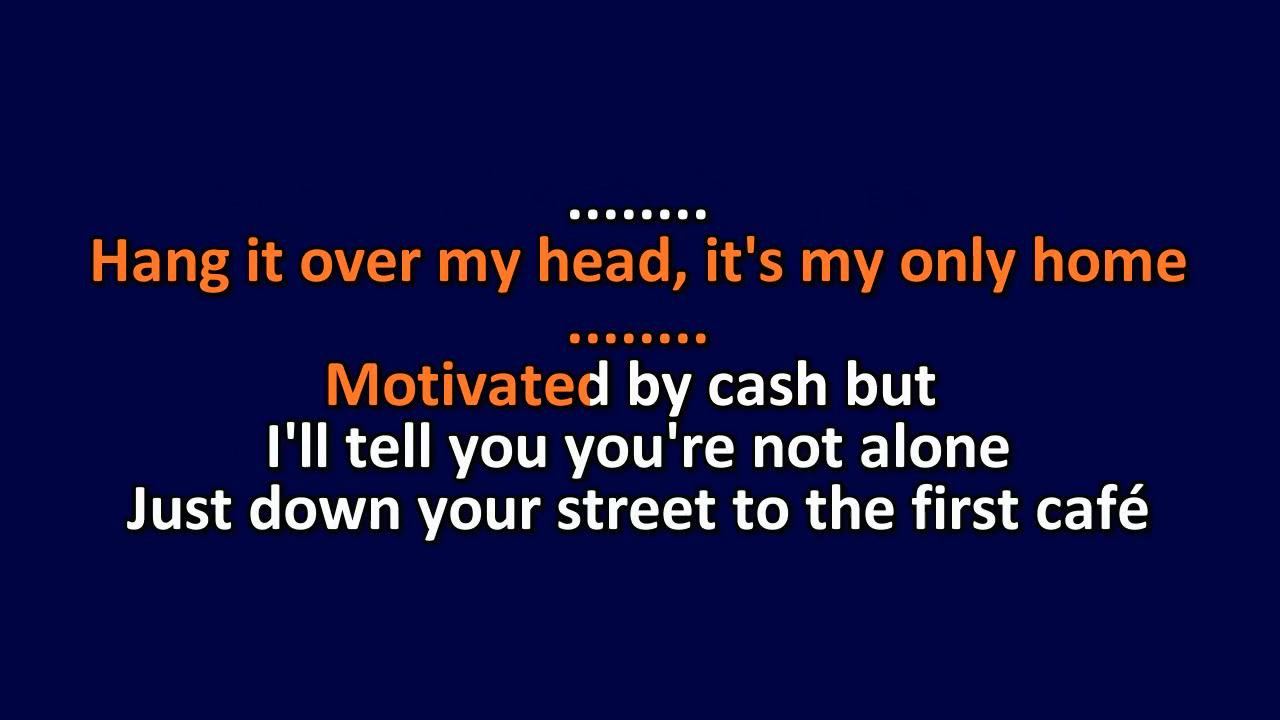 ........
Hang it over my head, it's my only home
........
Motivated by cash but
I'll tell you you're not alone
Just down your street to the first café